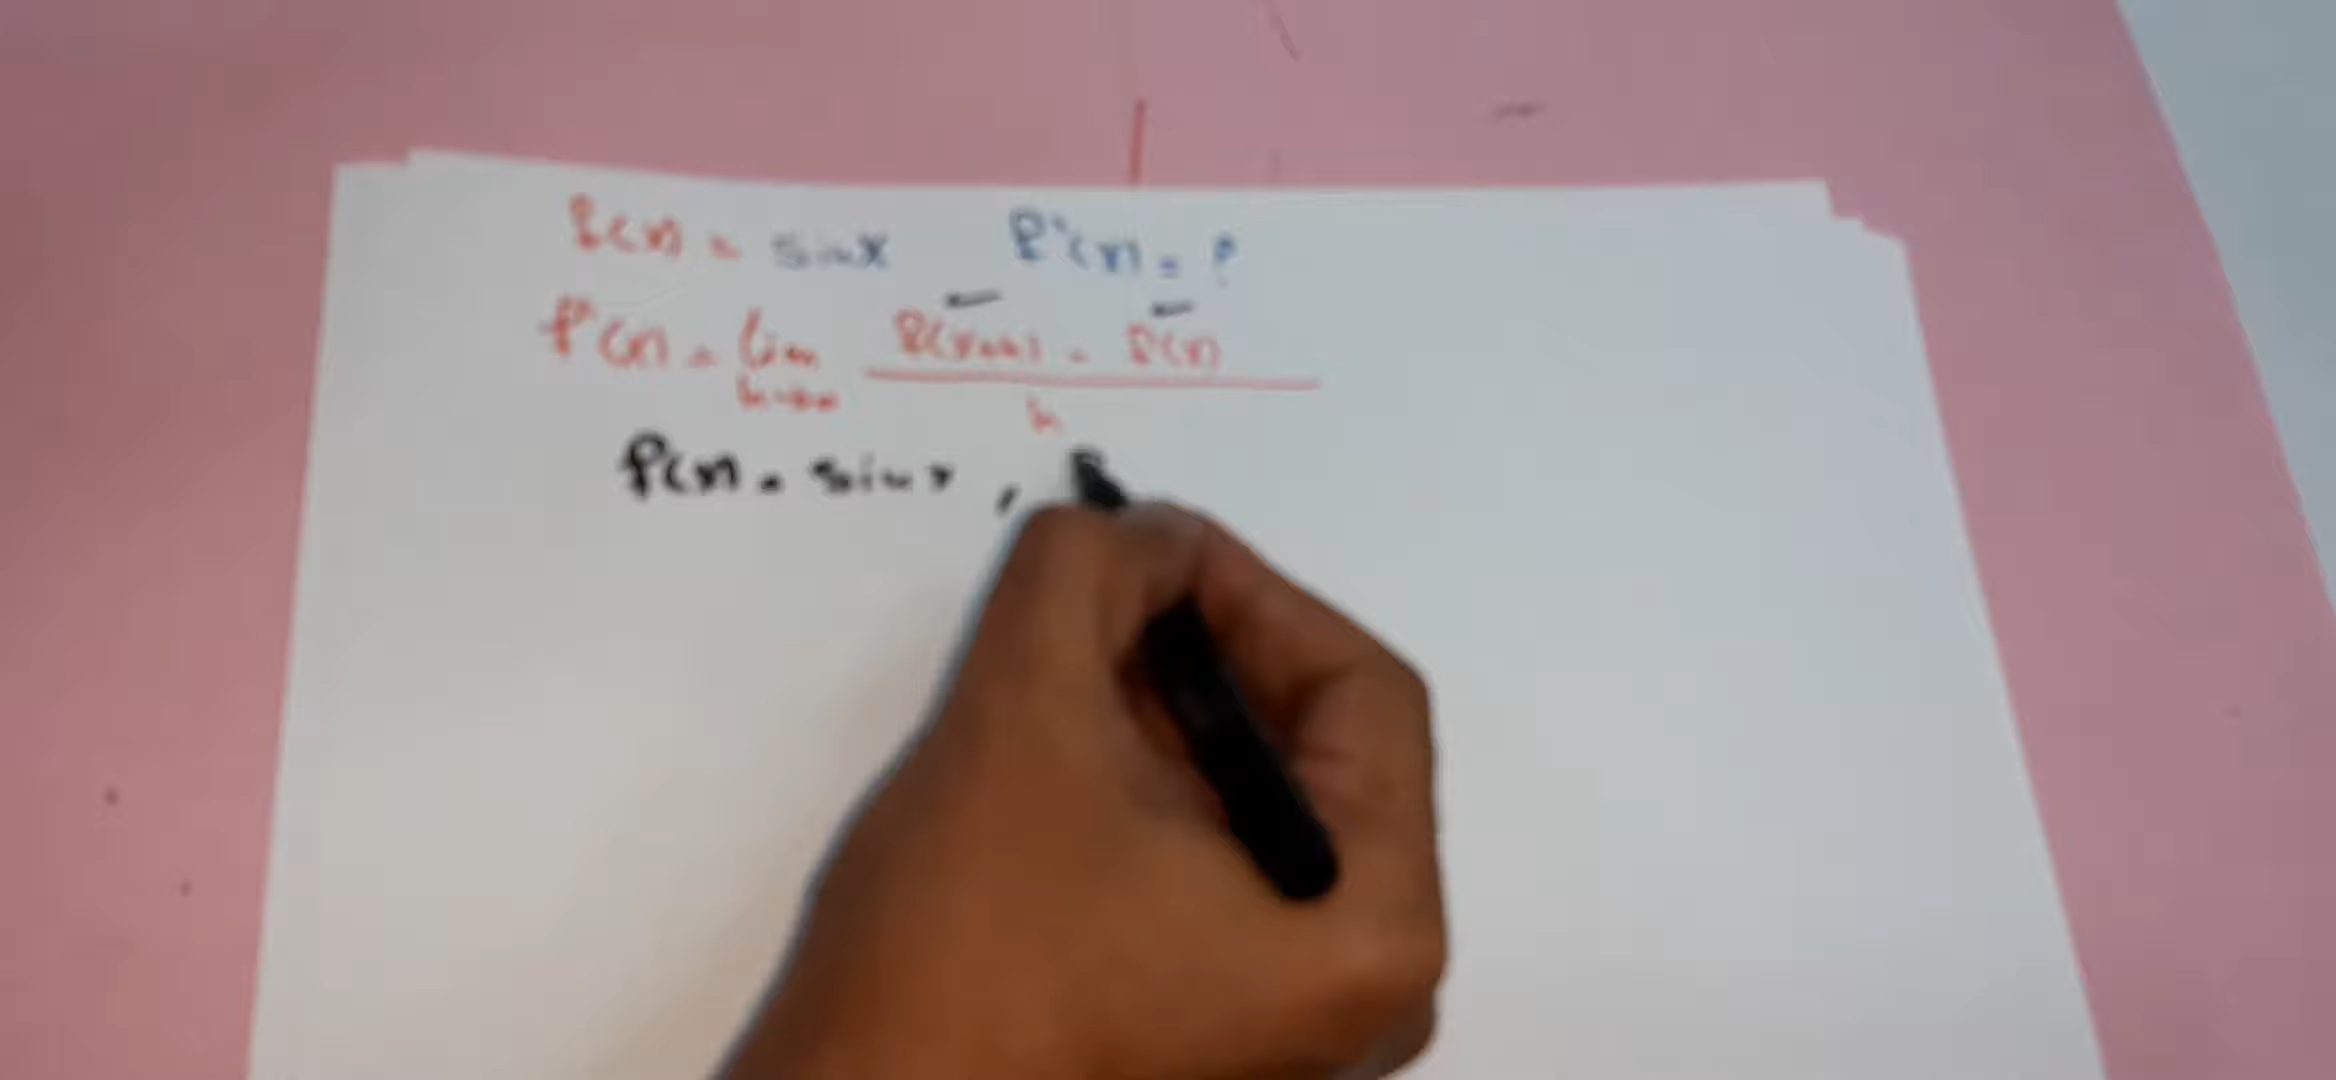 f(x) = sinx f'(x) = ?
f'(x) = lim h→0 f(x+h) - f(x) / h
f(x) = sinx , f